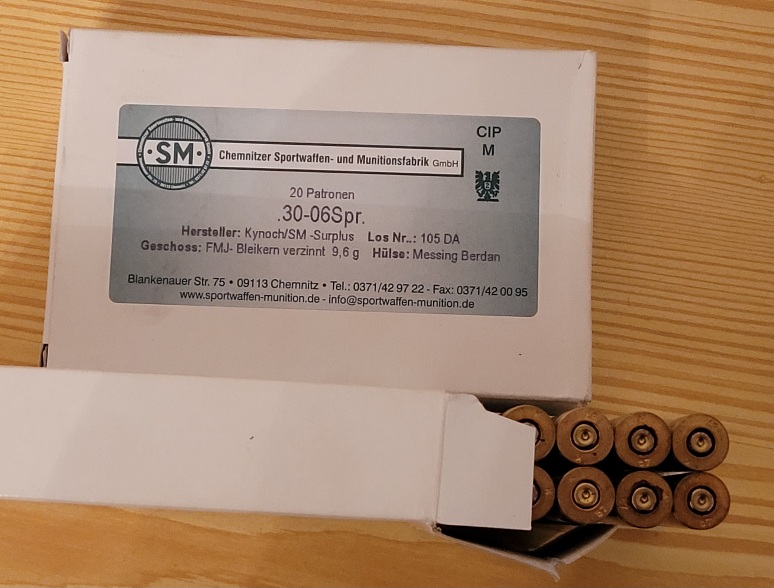 SM
Chemnitzer Sportwaffen- und Munitionsfabrik GmbH
CIP
M
20 Patronen
.30-06Spr.
Hersteller: Kynoch/SM -Surplus Los Nr..: 105 DA
Geschoss: FMJ- Bleikern verzinnt 9,6 g Hülse: Messing Berdan
Blankenauer Str. 75 • 09113 Chemnitz • Tel.: 0371/42 97 22 - Fax: 0371/42 00 95
www.sportwaffen-munition.de - info@sportwaffen-munition.de